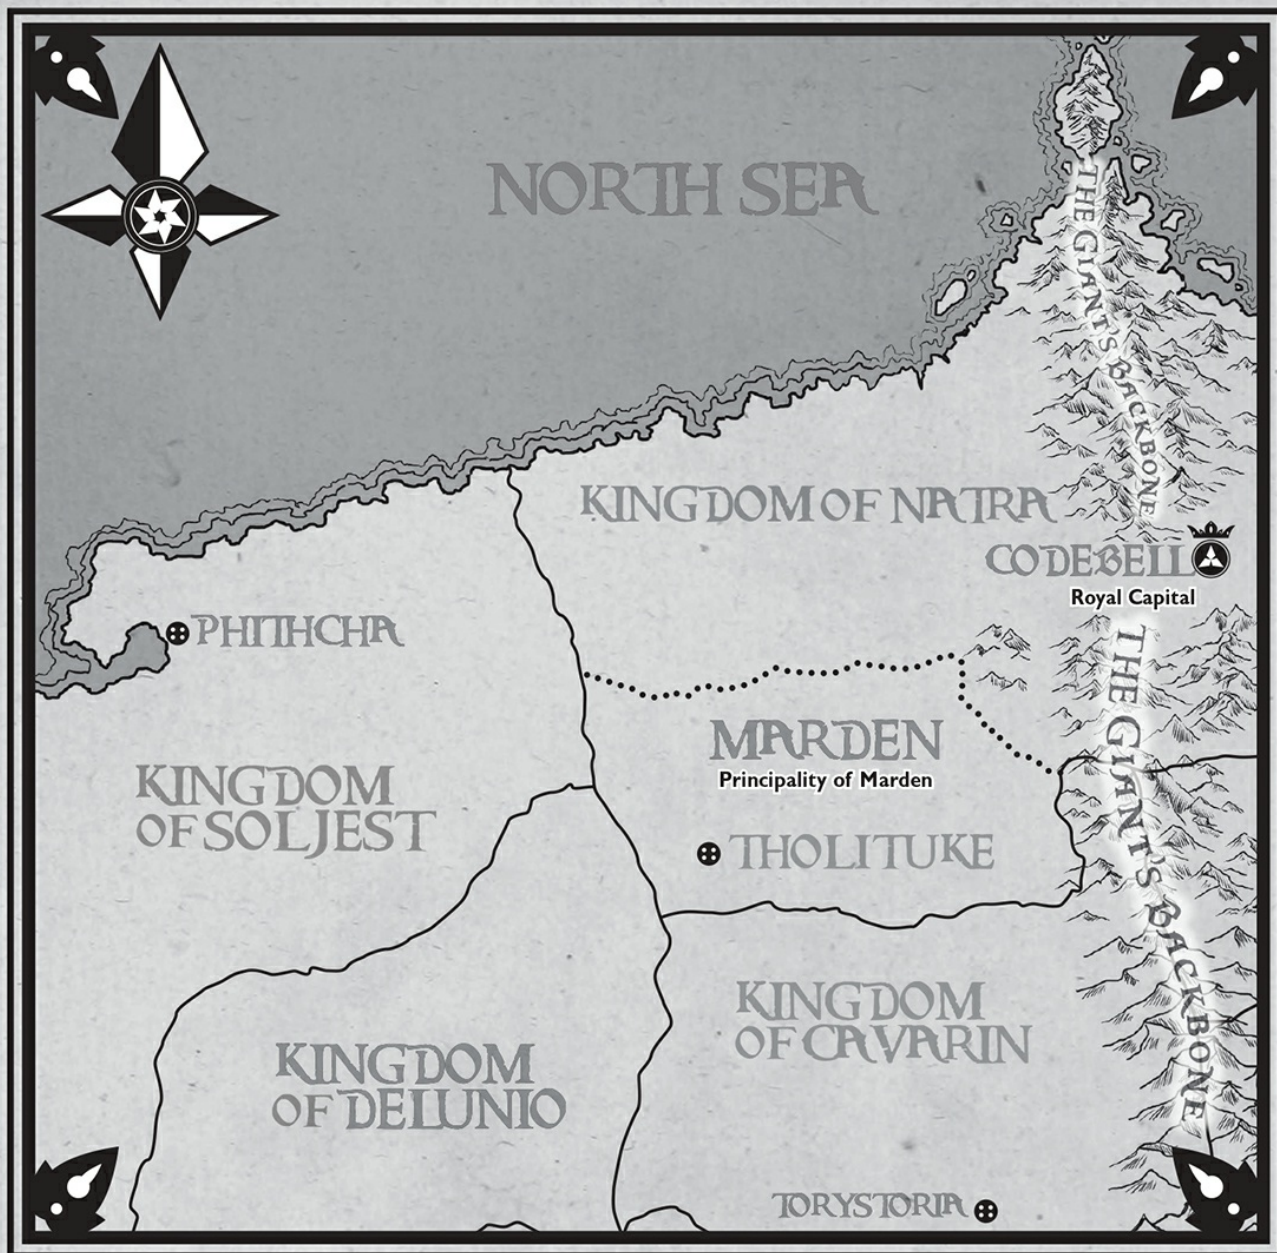 NORTH SEA
THE GIANT'S BACKBONE
KINGDOM OF NATRA
CODEBELL
Royal Capital
PHITHCHA
THE GIANT'S BACKBONE
MARDEN
Principality of Marden
KINGDOM
OF SOLJEST
THOLITUKE
KINGDOM
OF CAVARIN
KINGDOM
OF DELUNIO
TORYSTORIA